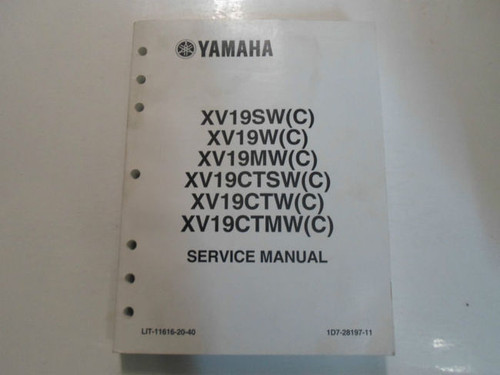 YAMAHA
XV19SW(C)
XV19W(C)
XV19MW(C)
XV19CTSW(C)
XV19CTW(C)
XV19CTMW(C)
SERVICE MANUAL
LIT-11616-20-40 1D7-28197-11